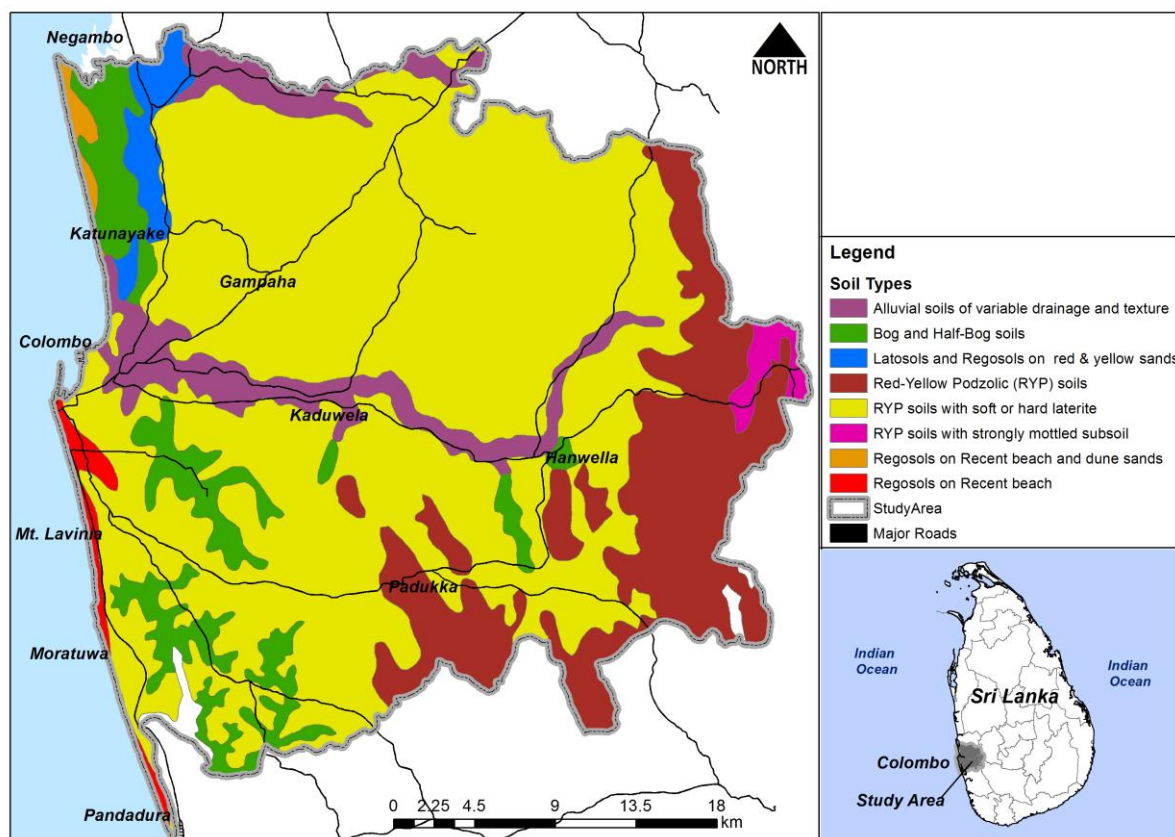 Negambo
NORTH
Katunayake
Gampaha
Colombo
Kaduwela
Hanwella
Mt. Lavinia
Padukka
Moratuwa
Pandadura
0 2.25 4.5 9 13.5 18
km
Legend
Soil Types
Alluvial soils of variable drainage and texture
Bog and Half-Bog soils
Latosols and Regosols on red & yellow sands
Red-Yellow Podzolic (RYP) soils
RYP soils with soft or hard laterite
RYP soils with strongly mottled subsoil
Regosols on Recent beach and dune sands
Regosols on Recent beach
StudyArea
Major Roads
Indian
Ocean
Indian
Ocean
Sri Lanka
Colombo
Study Area